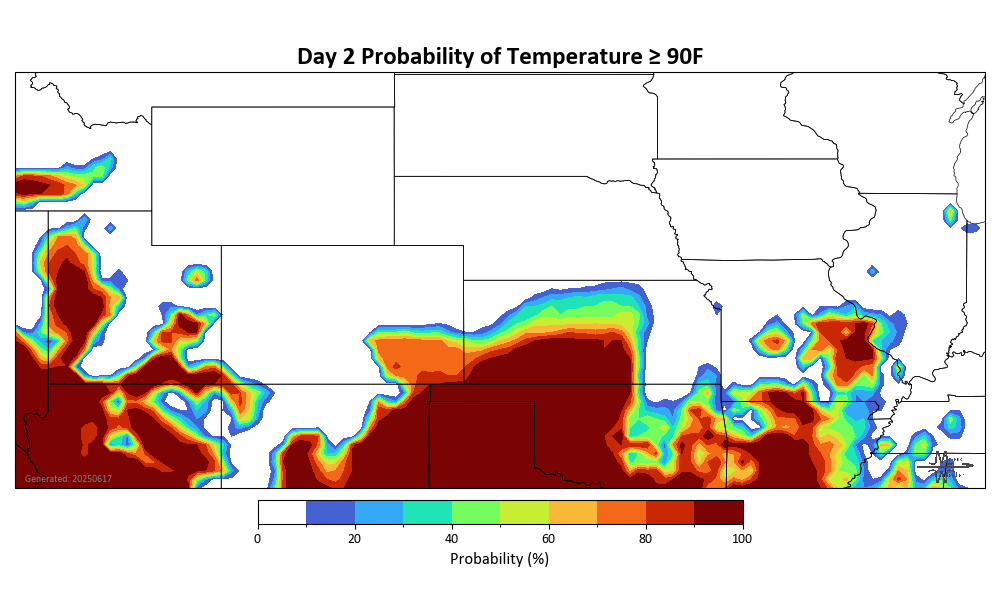 Day 2 Probability of Temperature ≥ 90F
Generated: 20250617
0 20 40 60 80 100
Probability (%)